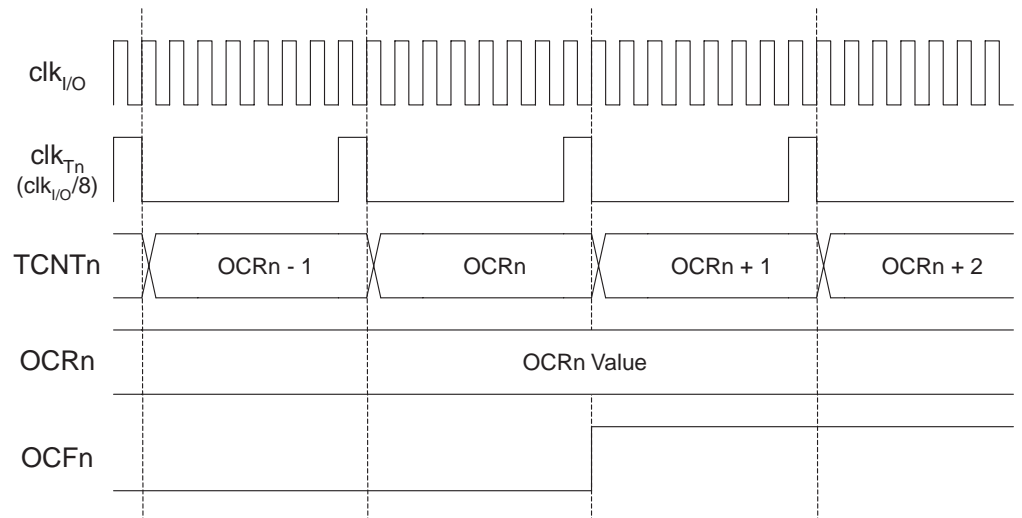 clkI/O
clkTn
(clkI/O/8)
TCNTn
OCRn - 1
OCRn
OCRn + 1
OCRn + 2
OCRn
OCRn Value
OCFn